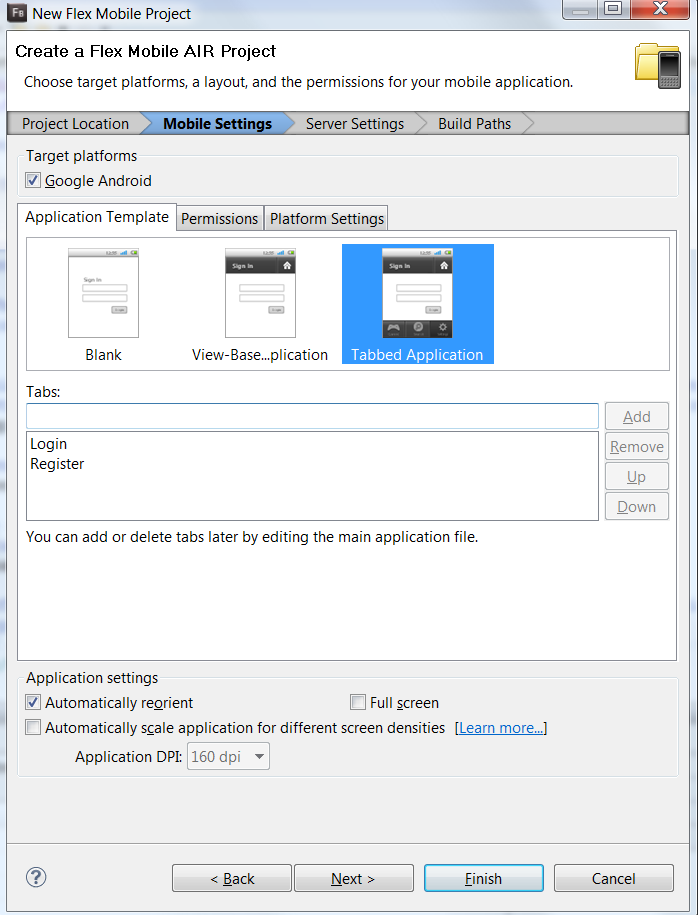 FB New Flex Mobile Project
Create a Flex Mobile AIR Project
Choose target platforms, a layout, and the permissions for your mobile application.
Project Location Mobile Settings Server Settings Build Paths
Target platforms
Google Android
Application Template Permissions Platform Settings
Sign In Sign In Sign In
Blank View-Base...plication Tabbed Application
Tabs:
Add
Login
Register
Remove
Up
Down
You can add or delete tabs later by editing the main application file.
Application settings
Automatically reorient Full screen
Automatically scale application for different screen densities [Learn more...]
Application DPI: 160 dpi
? < Back Next > Finish Cancel